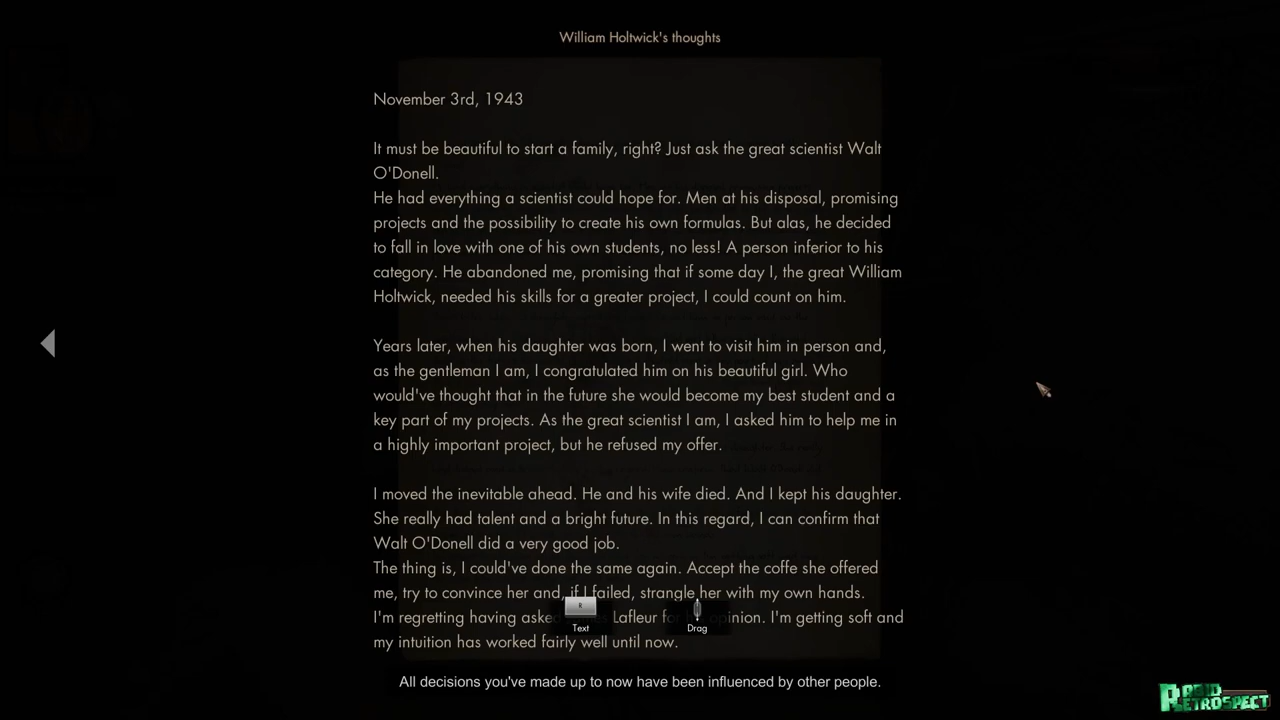 William Holtwick's thoughts
November 3rd, 1943
It must be beautiful to start a family, right? Just ask the great scientist Walt
O'Donell.
He had everything a scientist could hope for. Men at his disposal, promising
projects and the possibility to create his own formulas. But alas, he decided
to fall in love with one of his own students, no less! A person inferior to his
category. He abandoned me, promising that if some day I, the great William
Holtwick, needed his skills for a greater project, I could count on him.
Years later, when his daughter was born, I went to visit him in person and,
as the gentleman I am, I congratulated him on his beautiful girl. Who
would've thought that in the future she would become my best student and a
key part of my projects. As the great scientist I am, I asked him to help me in
a highly important project, but he refused my offer.
I moved the inevitable ahead. He and his wife died. And I kept his daughter.
She really had talent and a bright future. In this regard, I can confirm that
Walt O'Donell did a very good job.
The thing is, I could've done the same again. Accept the coffe she offered
me, try to convince her and, if I failed, strangle her with my own hands.
I'm regretting having asked Lafleur for opinion. I'm getting soft and
my intuition has worked fairly well until now.
R
Text
Drag
All decisions you've made up to now have been influenced by other people.
RETROSPECT